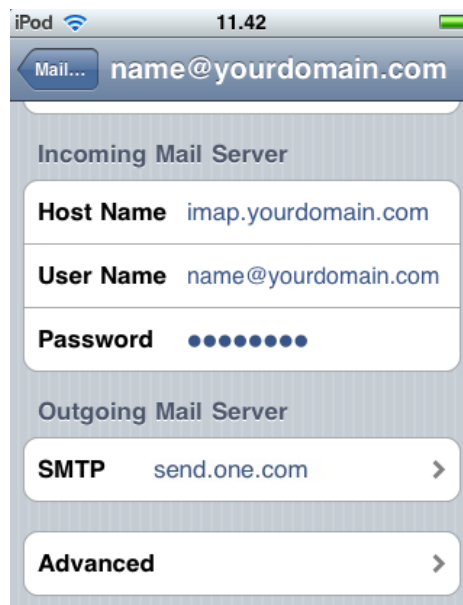 iPod 11.42
Mail... name@yourdomain.com
Incoming Mail Server
Host Name imap.yourdomain.com
User Name name@yourdomain.com
Password ●●●●●●●●
Outgoing Mail Server
SMTP send.one.com
Advanced